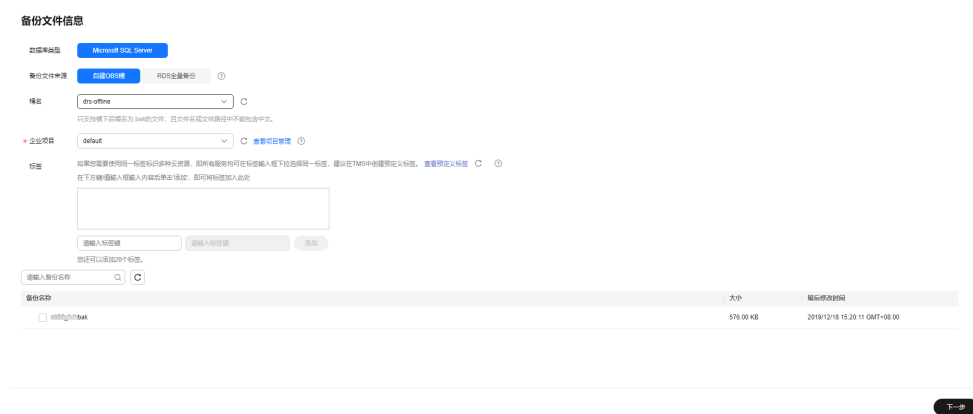 备份文件信息
数据库类型 Microsoft SQL Server
备份文件来源 自建OBS桶 RDS全量备份
桶名 drs-offline
只支持桶下后缀名为.bak的文件，且文件名或文件路径中不能包含中文。
* 企业项目 default 查看项目管理
标签 如果您需要使用同一标签标识多种云资源，即所有服务均可在标签输入框下拉选择同一标签，建议在TMS中创建预定义标签。 查看预定义标签
在下方键/值输入框输入内容后单击'添加'，即可将标签加入此处
请输入标签键 请输入标签值 添加
您还可以添加20个标签。
请输入备份名称
备份名称 大小 最后修改时间
bak 576.00 KB 2019/12/18 15:20:11 GMT+08:00
下一步